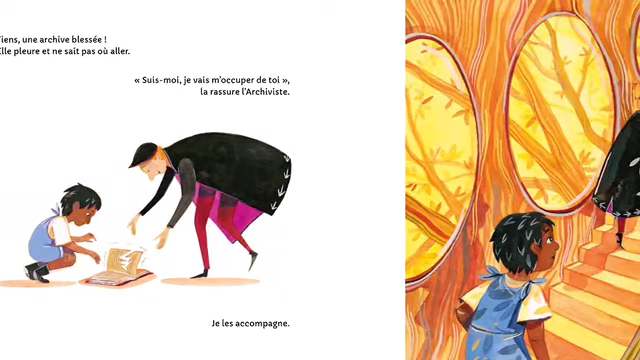 iens, une archive blessée !
Elle pleure et ne sait pas où aller.
« Suis-moi, je vais m'occuper de toi »,
la rassure l'Archiviste.
Je les accompagne.